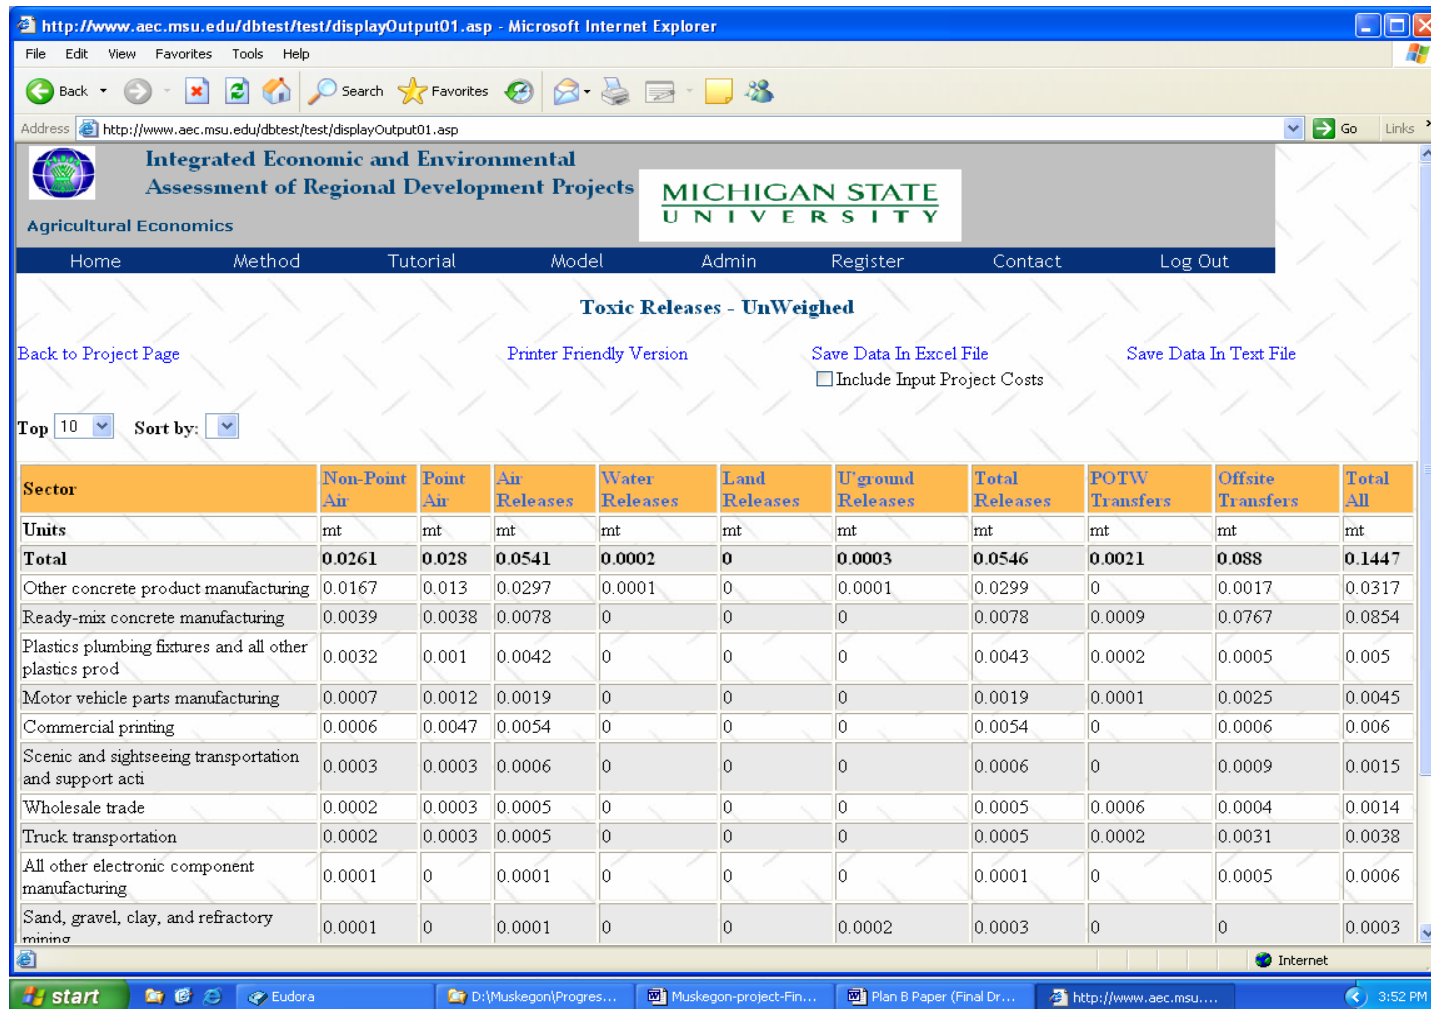 http://www.aec.msu.edu/dbtest/test/displayOutput01.asp - Microsoft Internet Explorer
File Edit View Favorites Tools Help
Back Search Favorites
Address http://www.aec.msu.edu/dbtest/test/displayOutput01.asp Go Links
Integrated Economic and Environmental
Assessment of Regional Development Projects
MICHIGAN STATE
UNIVERSITY
Agricultural Economics
Home Method Tutorial Model Admin Register Contact Log Out
Toxic Releases - UnWeighed
Back to Project Page Printer Friendly Version Save Data In Excel File Save Data In Text File
Include Input Project Costs
Top 10 Sort by:
Sector Non-Point Air Point Air Air Releases Water Releases Land Releases U'ground Releases Total Releases POTW Transfers Offsite Transfers Total All
Units mt mt mt mt mt mt mt mt mt mt
Total 0.0261 0.028 0.0541 0.0002 0 0.0003 0.0546 0.0021 0.088 0.1447
Other concrete product manufacturing 0.0167 0.013 0.0297 0.0001 0 0.0001 0.0299 0 0.0017 0.0317
Ready-mix concrete manufacturing 0.0039 0.0038 0.0078 0 0 0 0.0078 0.0009 0.0767 0.0854
Plastics plumbing fixtures and all other plastics prod 0.0032 0.001 0.0042 0 0 0 0.0043 0.0002 0.0005 0.005
Motor vehicle parts manufacturing 0.0007 0.0012 0.0019 0 0 0 0.0019 0.0001 0.0025 0.0045
Commercial printing 0.0006 0.0047 0.0054 0 0 0 0.0054 0 0.0006 0.006
Scenic and sightseeing transportation and support acti 0.0003 0.0003 0.0006 0 0 0 0.0006 0 0.0009 0.0015
Wholesale trade 0.0002 0.0003 0.0005 0 0 0 0.0005 0.0006 0.0004 0.0014
Truck transportation 0.0002 0.0003 0.0005 0 0 0 0.0005 0.0002 0.0031 0.0038
All other electronic component manufacturing 0.0001 0 0.0001 0 0 0 0.0001 0 0.0005 0.0006
Sand, gravel, clay, and refractory mining 0.0001 0 0.0001 0 0 0.0002 0.0003 0 0 0.0003
Internet
start Eudora D:\Muskegon\Progres... Muskegon-project-Fin... Plan B Paper (Final Dr... http://www.aec.msu.... 3:52 PM